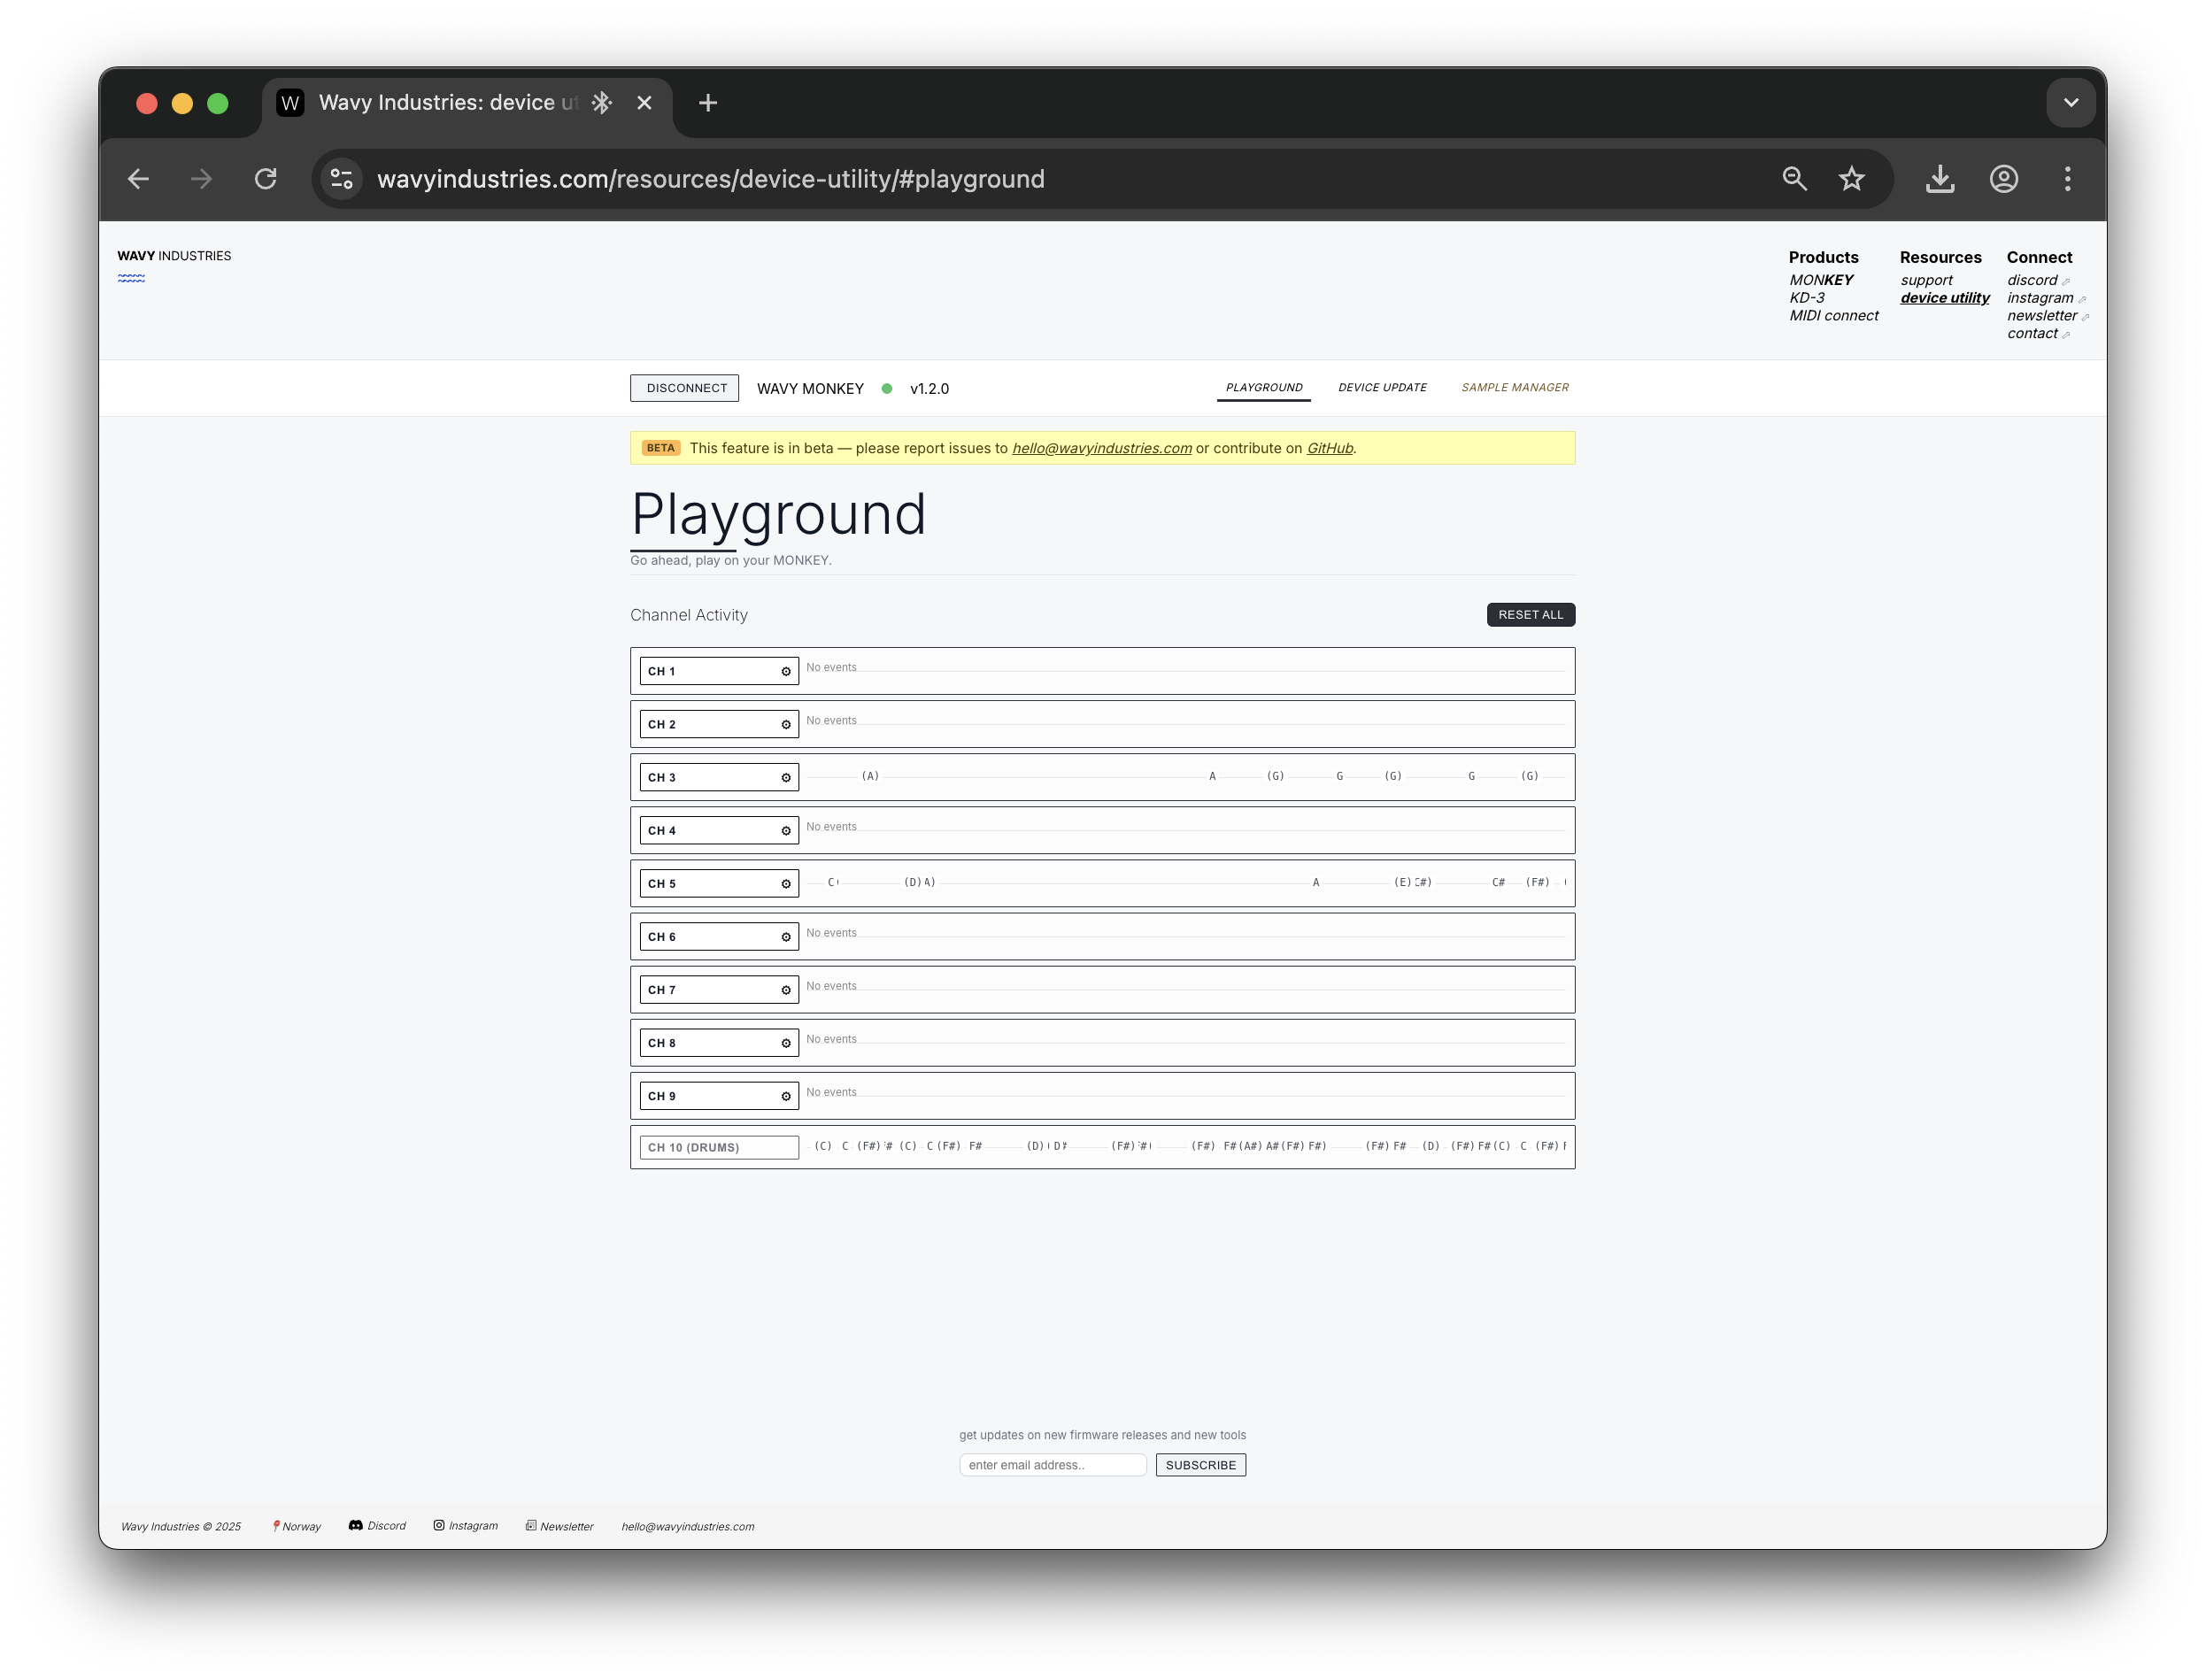 W Wavy Industries: device ut
wavyindustries.com/resources/device-utility/#playground
WAVY INDUSTRIES
Products
MONKEY
KD-3
MIDI connect
Resources
support
device utility
Connect
discord
instagram
newsletter
contact
DISCONNECT WAVY MONKEY v1.2.0
PLAYGROUND DEVICE UPDATE SAMPLE MANAGER
BETA This feature is in beta — please report issues to hello@wavyindustries.com or contribute on GitHub.
Playground
Go ahead, play on your MONKEY.
Channel Activity RESET ALL
CH 1 No events
CH 2 No events
CH 3 (A) A (G) G (G) G (G)
CH 4 No events
CH 5 C (D) A) A (E) C#) C# (F#)
CH 6 No events
CH 7 No events
CH 8 No events
CH 9 No events
CH 10 (DRUMS) (C) C (F#) # (C) C (F#) F# (D) D (F#) # (F#) F# (A#) A# (F#) F#) (F#) F# (D) (F#) F# (C) C (F#)
get updates on new firmware releases and new tools
enter email address.. SUBSCRIBE
Wavy Industries © 2025 Norway Discord Instagram Newsletter hello@wavyindustries.com